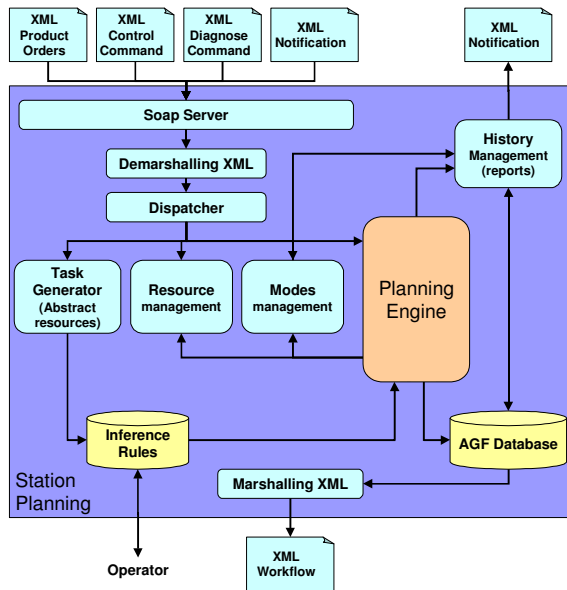 XML
Product
Orders
XML
Control
Command
XML
Diagnose
Command
XML
Notification
XML
Notification
Soap Server
Demarshalling XML
Dispatcher
History
Management
(reports)
Task
Generator
(Abstract
resources)
Resource
management
Modes
management
Planning
Engine
Inference
Rules
AGF Database
Station
Planning
Marshalling XML
Operator
XML
Workflow